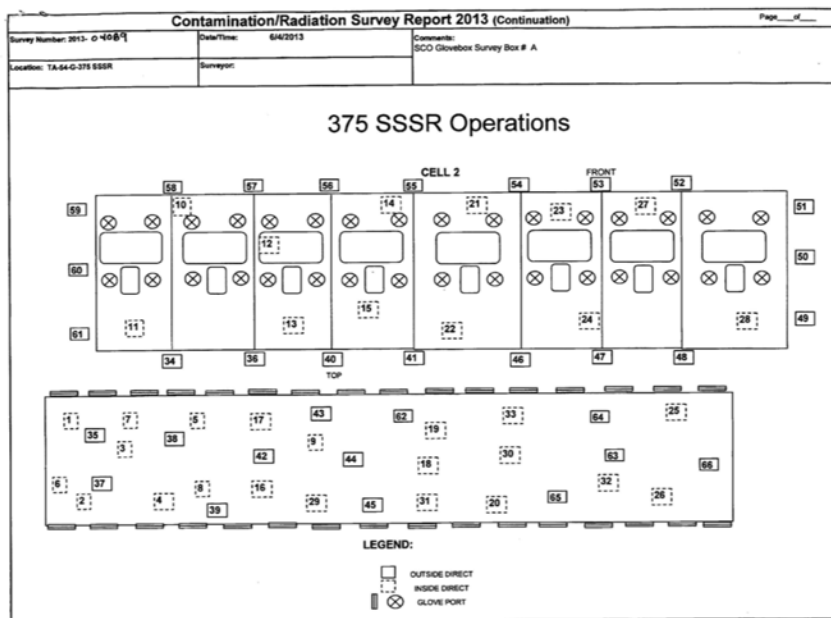 Contamination/Radiation Survey Report 2013 (Continuation)
Page___of___
Survey Number: 2013- 04089
Date/Time: 6/4/2013
Comments:
SCO Glovebox Survey Box # A
Location: TA-54-G-375 SSSR
Surveyor:
375 SSSR Operations
CELL 2
FRONT
58 57 56 55 54 53 52
59 10 14 21 23 27 51
12
60 50
11 13 15 22 24 28
61 49
34 36 40 41 46 47 48
TOP
1 7 5 17 43 62 19 33 64 25
35 3 38 9
42 44 18 30 63 66
6 37 8 16 32
2 4 39 29 45 31 20 65 26
LEGEND:
OUTSIDE DIRECT
INSIDE DIRECT
GLOVE PORT